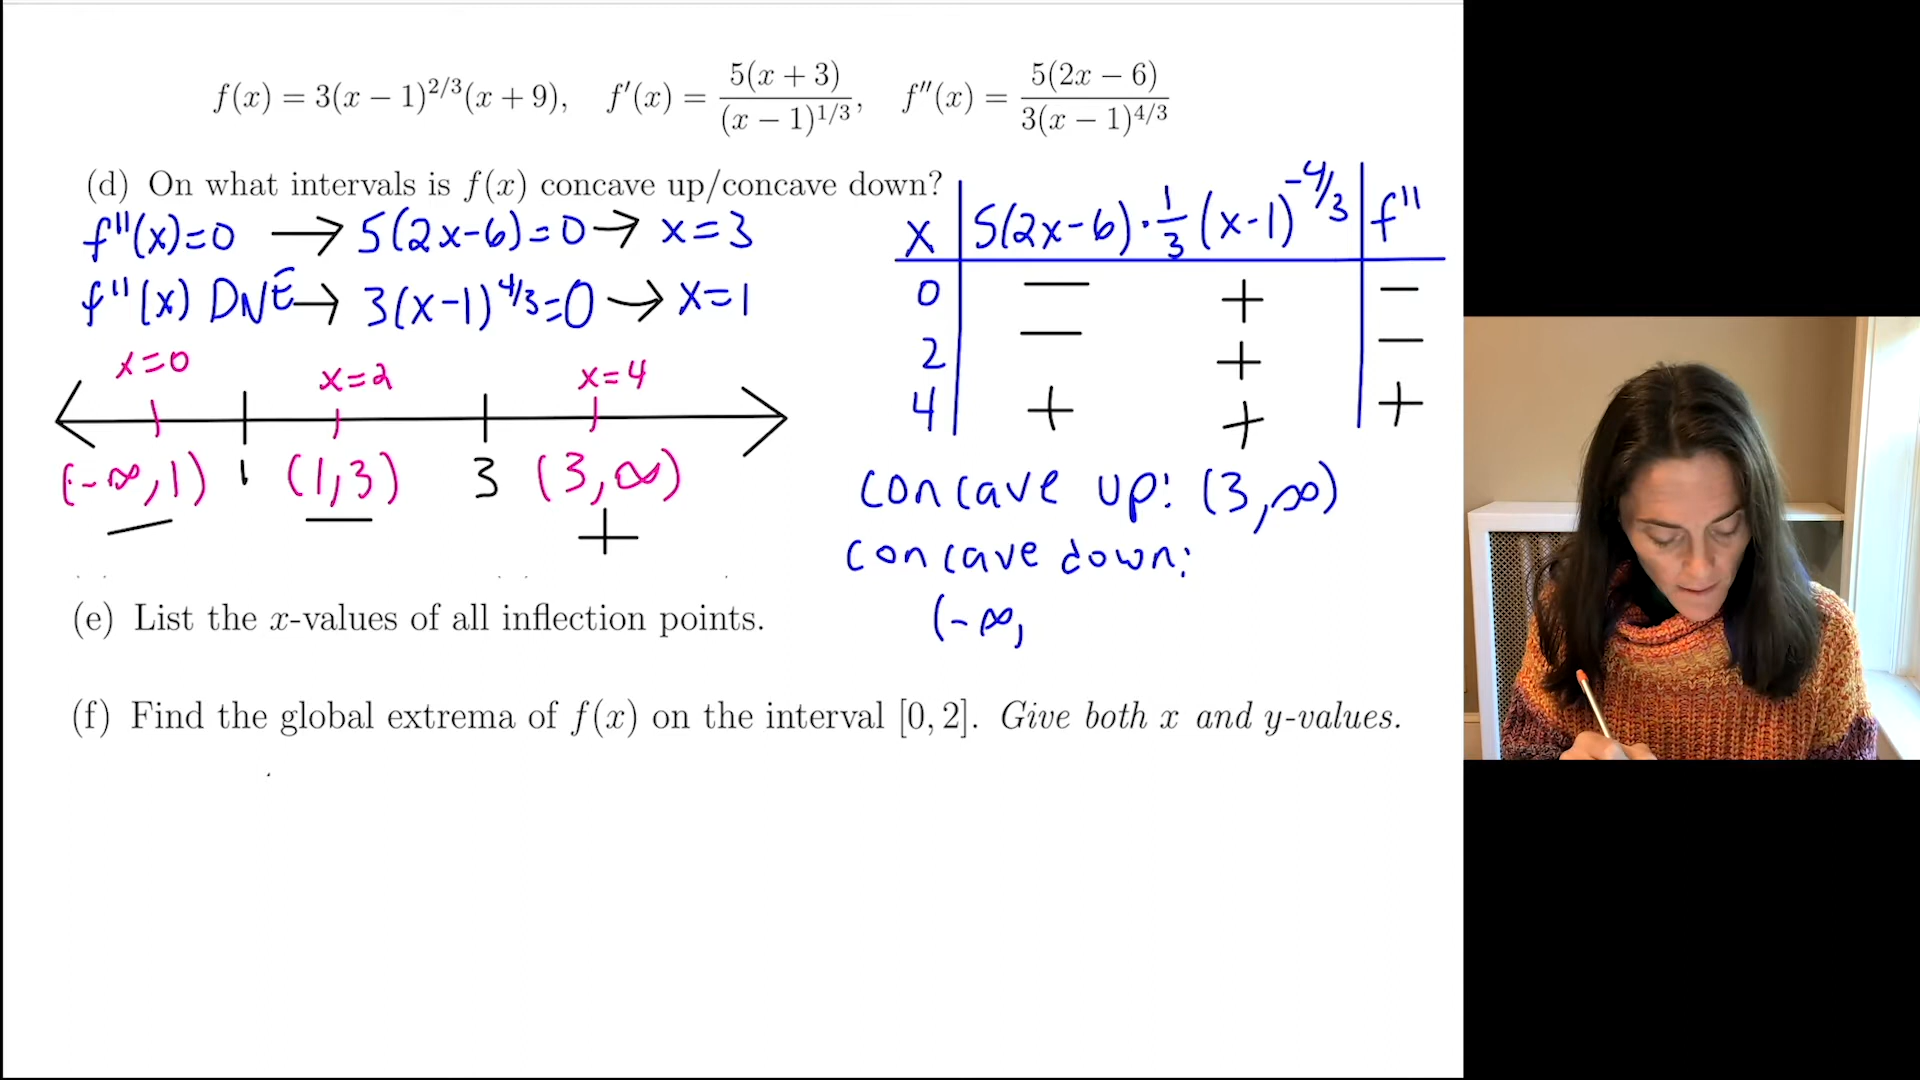 f(x) = 3(x − 1)^{2/3}(x + 9), f′(x) = \frac{5(x + 3)}{(x − 1)^{1/3}}, f″(x) = \frac{5(2x − 6)}{3(x − 1)^{4/3}}
(d) On what intervals is f(x) concave up/concave down?
f"(x)=0 → 5(2x-6)=0 → x=3
f"(x) DNE → 3(x-1)^{4/3}=0 → x=1
x=0 x=2 x=4
(-∞,1) 1 (1,3) 3 (3,∞)
— — +
x | 5(2x-6) · \frac{1}{3}(x-1)^{-4/3} | f"
0 | — + | —
2 | — + | —
4 | + + | +
concave up: (3,∞)
concave down:
(-∞,
(e) List the x-values of all inflection points.
(f) Find the global extrema of f(x) on the interval [0, 2]. Give both x and y-values.